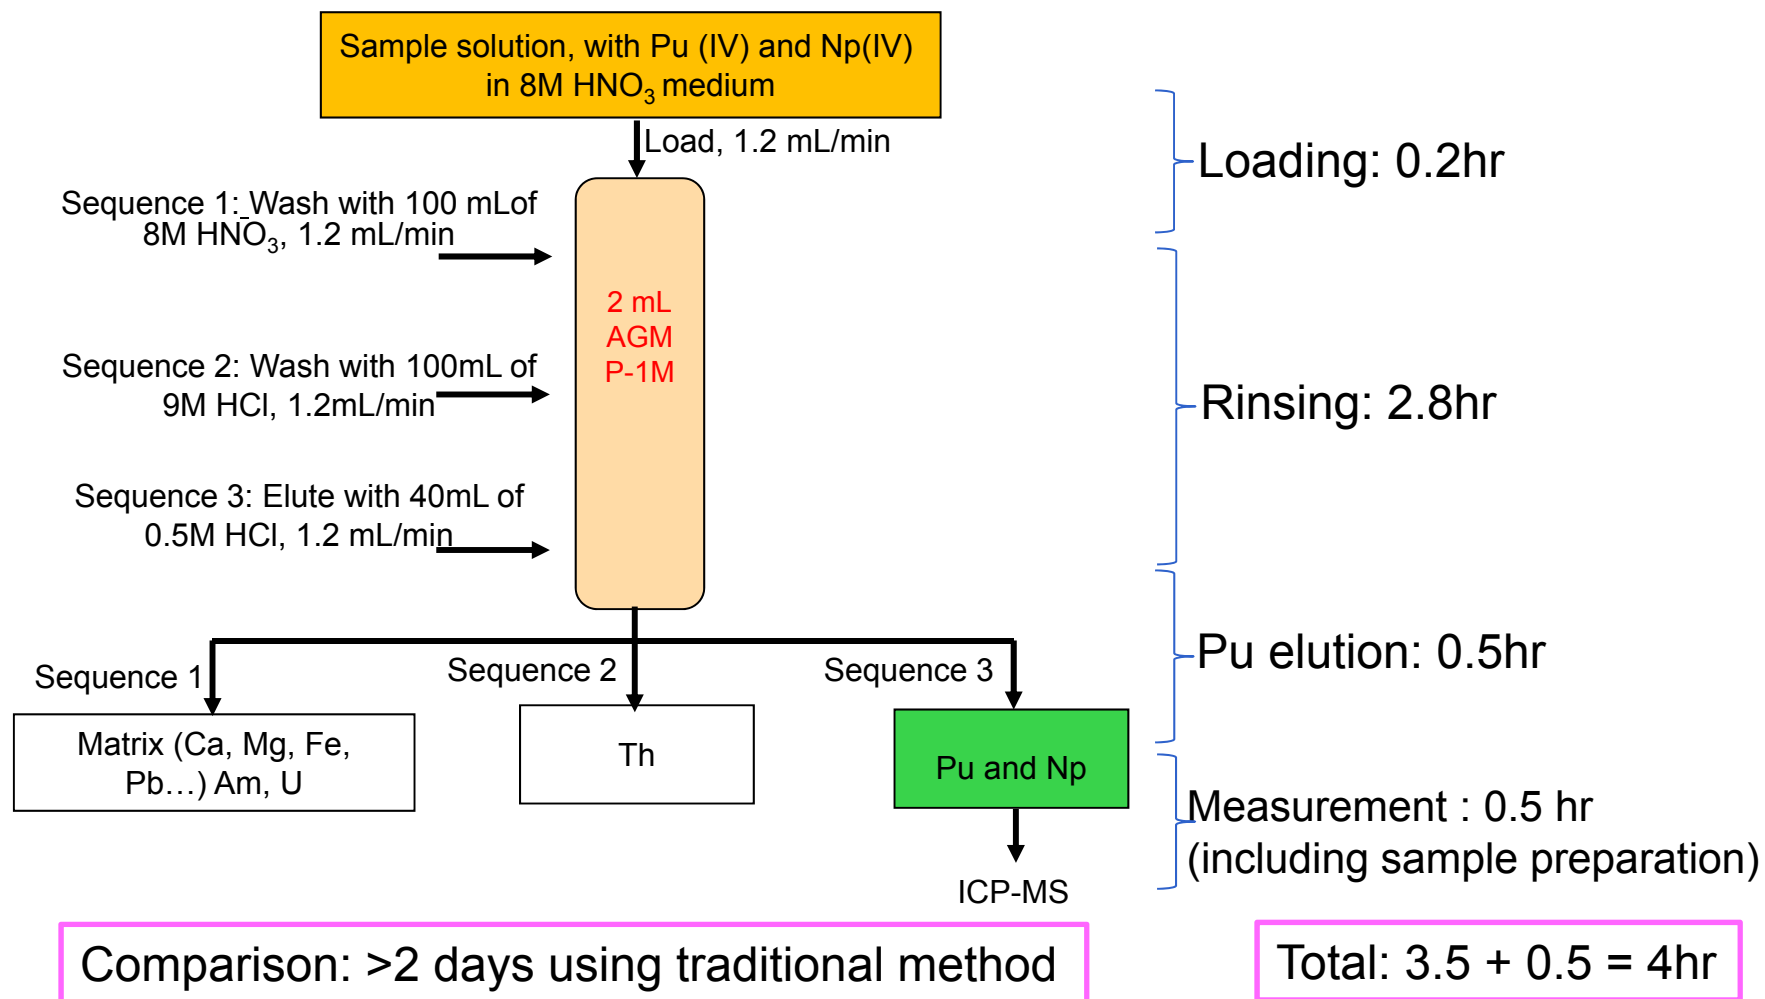 Sample solution, with Pu (IV) and Np(IV)
in 8M HNO₃ medium
Load, 1.2 mL/min
Loading: 0.2hr
Sequence 1: Wash with 100 mLof
8M HNO₃, 1.2 mL/min
2 mL
AGM
P-1M
Sequence 2: Wash with 100mL of
9M HCl, 1.2mL/min
Rinsing: 2.8hr
Sequence 3: Elute with 40mL of
0.5M HCl, 1.2 mL/min
Pu elution: 0.5hr
Sequence 1
Sequence 2
Sequence 3
Matrix (Ca, Mg, Fe,
Pb…) Am, U
Th
Pu and Np
Measurement : 0.5 hr
(including sample preparation)
ICP-MS
Comparison: >2 days using traditional method
Total: 3.5 + 0.5 = 4hr